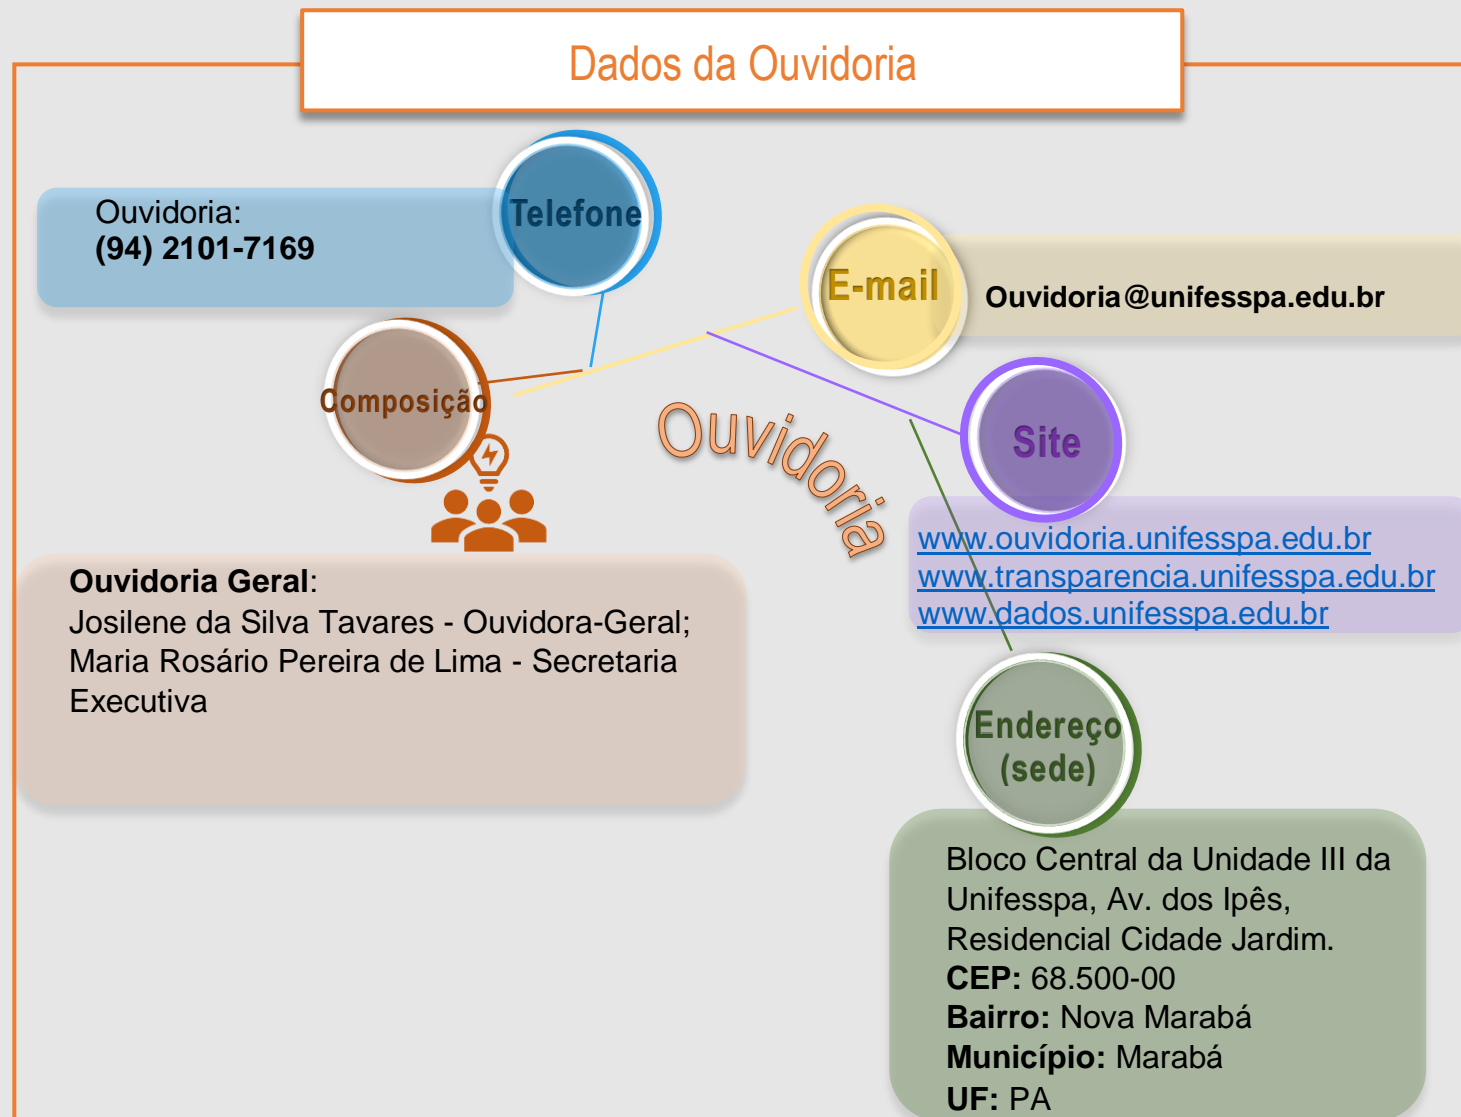 Dados da Ouvidoria
Telefone
Ouvidoria:
(94) 2101-7169
E-mail
Ouvidoria@unifesspa.edu.br
Composição
Ouvidoria
Site
www.ouvidoria.unifesspa.edu.br
www.transparencia.unifesspa.edu.br
www.dados.unifesspa.edu.br
Ouvidoria Geral:
Josilene da Silva Tavares - Ouvidora-Geral;
Maria Rosário Pereira de Lima - Secretaria
Executiva
Endereço
(sede)
Bloco Central da Unidade III da
Unifesspa, Av. dos Ipês,
Residencial Cidade Jardim.
CEP: 68.500-00
Bairro: Nova Marabá
Município: Marabá
UF: PA